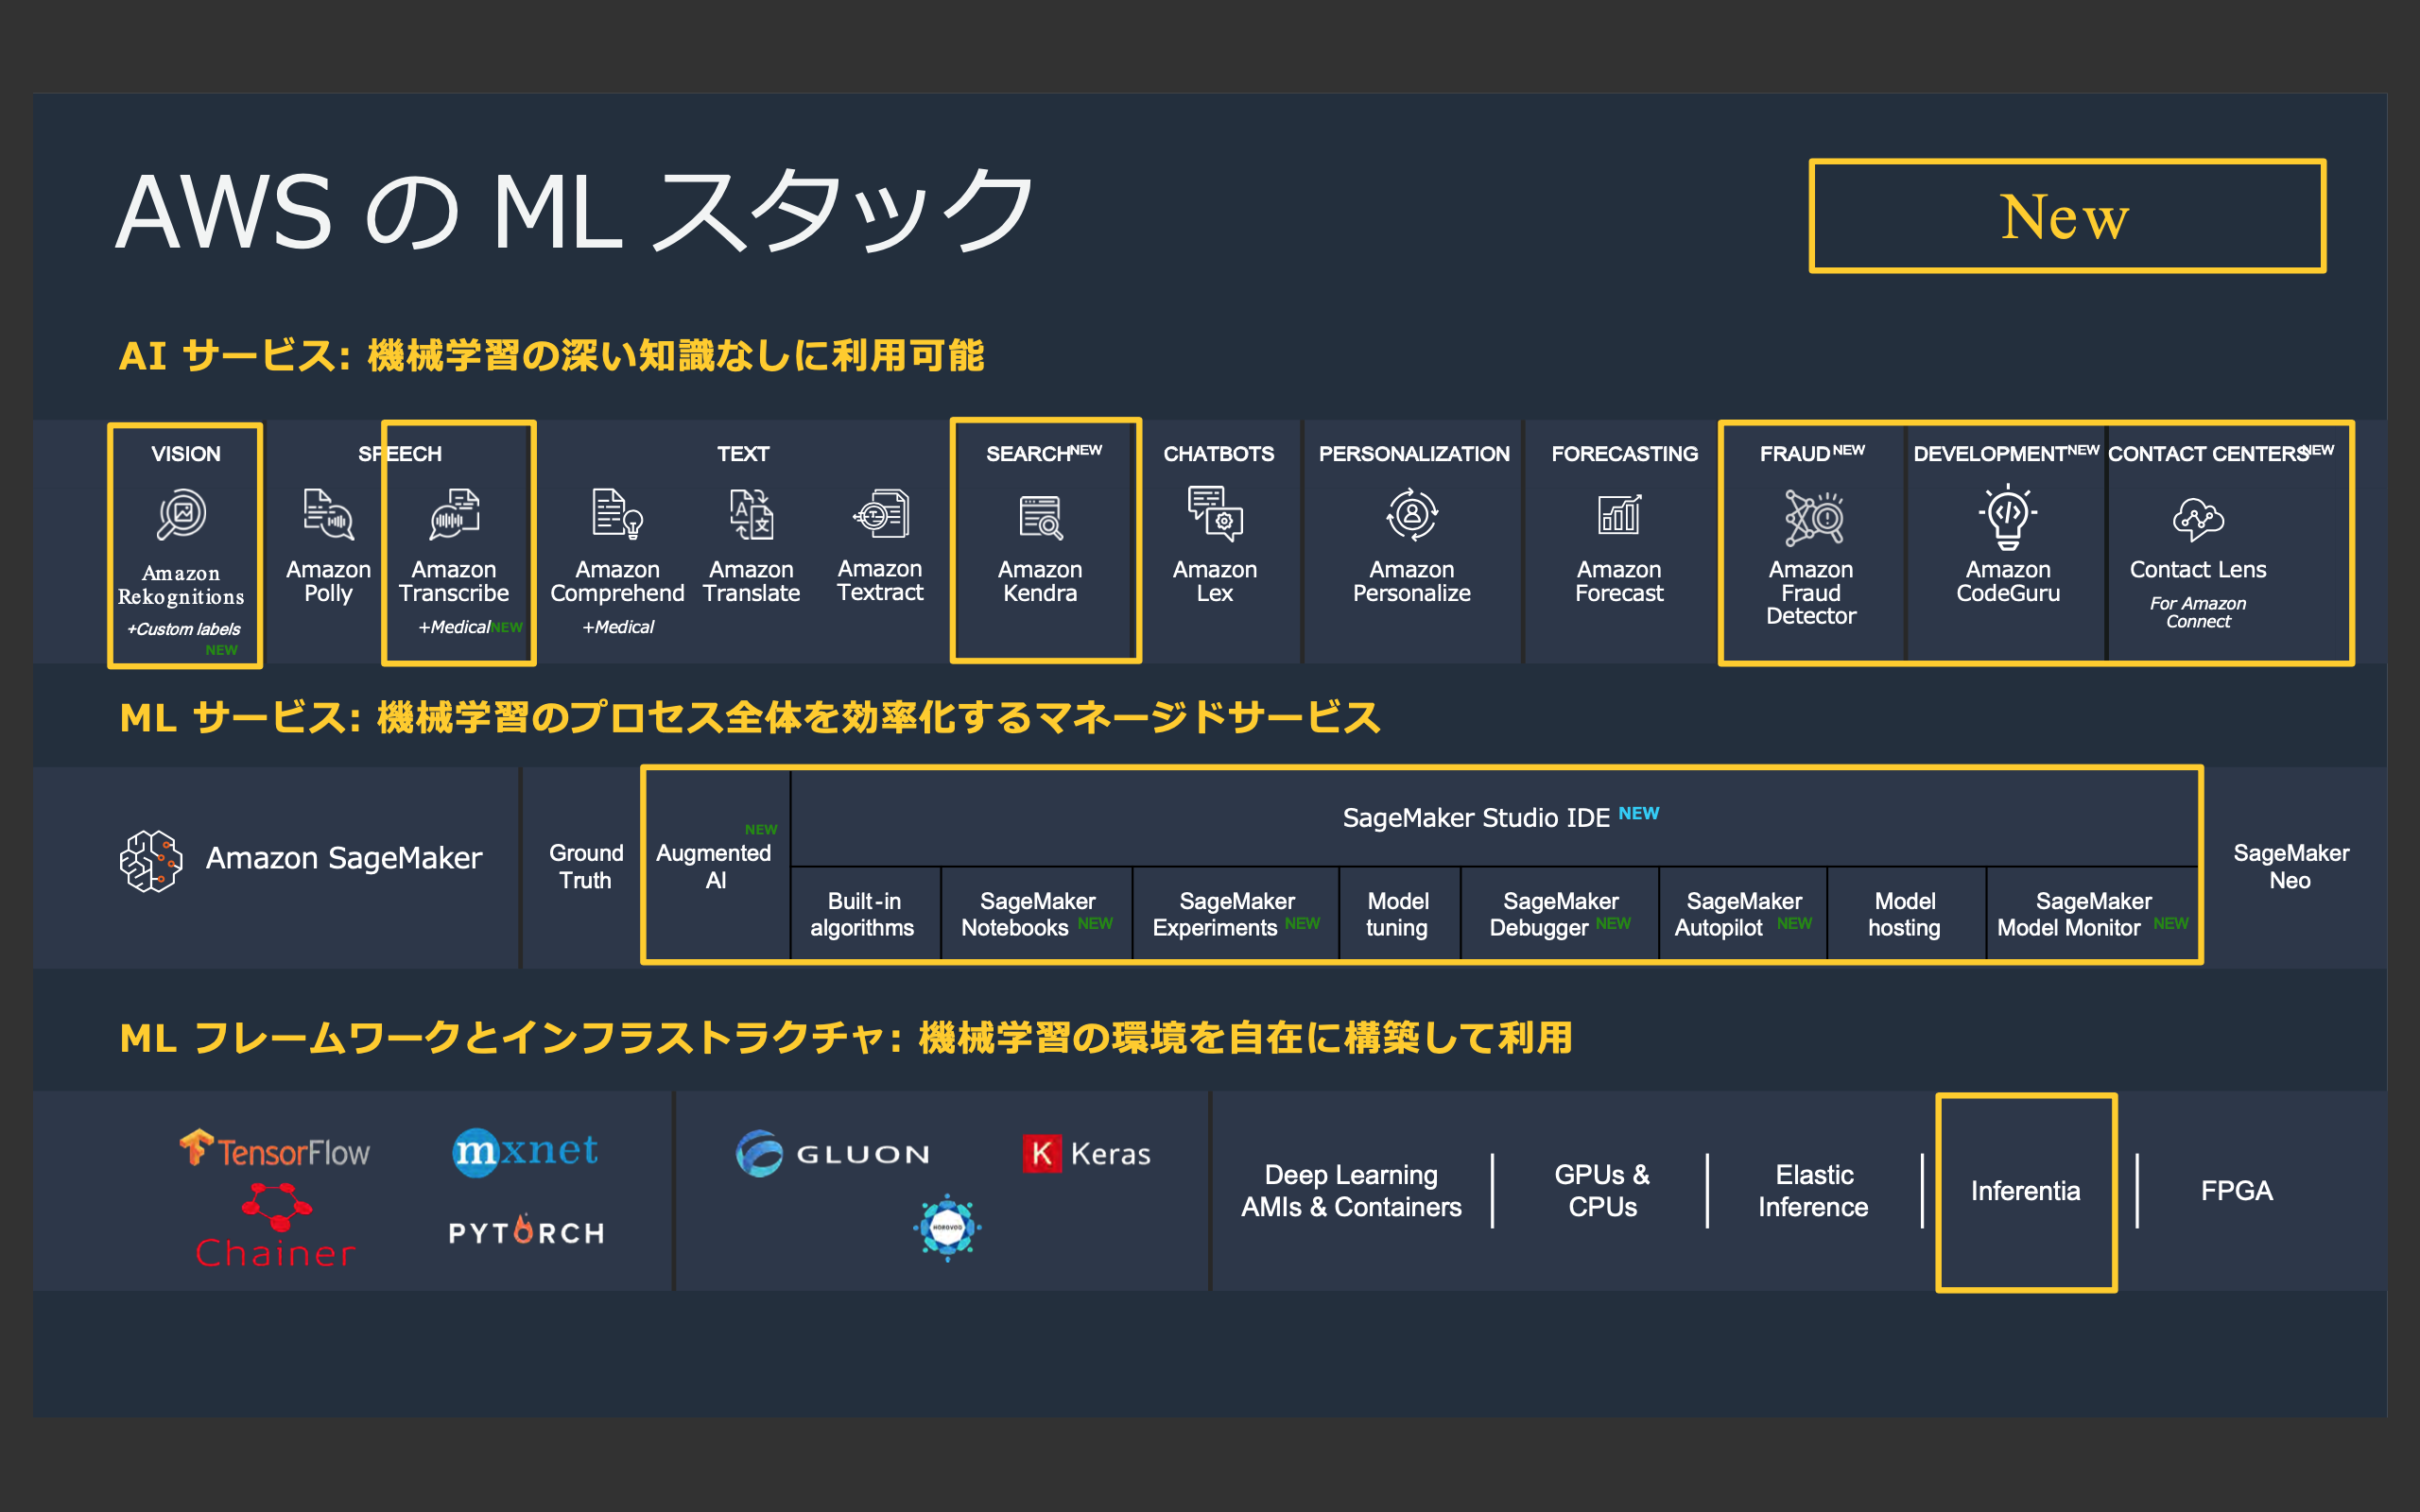 AWS の ML スタック
New
AI サービス: 機械学習の深い知識なしに利用可能
VISION
SPEECH
TEXT
SEARCH NEW
CHATBOTS
PERSONALIZATION
FORECASTING
FRAUD NEW
DEVELOPMENT NEW
CONTACT CENTERS NEW
Amazon
Rekognitions
+Custom labels
NEW
Amazon
Polly
Amazon
Transcribe
+Medical NEW
Amazon
Comprehend
+Medical
Amazon
Translate
Amazon
Textract
Amazon
Kendra
Amazon
Lex
Amazon
Personalize
Amazon
Forecast
Amazon
Fraud
Detector
Amazon
CodeGuru
Contact Lens
For Amazon
Connect
ML サービス: 機械学習のプロセス全体を効率化するマネージドサービス
Amazon SageMaker
Ground
Truth
NEW
Augmented
AI
SageMaker Studio IDE NEW
Built-in
algorithms
SageMaker
Notebooks NEW
SageMaker
Experiments NEW
Model
tuning
SageMaker
Debugger NEW
SageMaker
Autopilot NEW
Model
hosting
SageMaker
Model Monitor NEW
SageMaker
Neo
ML フレームワークとインフラストラクチャ: 機械学習の環境を自在に構築して利用
TensorFlow
mxnet
Chainer
PYTORCH
GLUON
K Keras
HOROVOD
Deep Learning
AMIs & Containers
GPUs &
CPUs
Elastic
Inference
Inferentia
FPGA